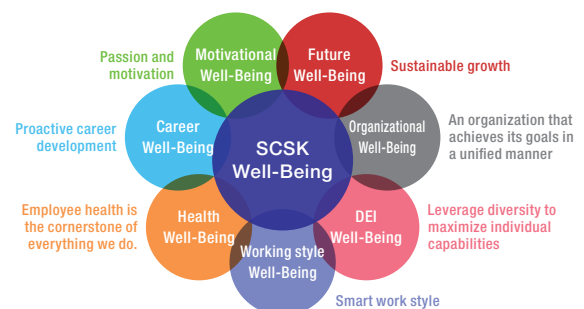 Passion and
motivation
Motivational
Well-Being
Future
Well-Being
Sustainable growth
Proactive career
development
Career
Well-Being
SCSK
Well-Being
Organizational
Well-Being
An organization that
achieves its goals in
a unified manner
Employee health is
the cornerstone of
everything we do.
Health
Well-Being
Working style
Well-Being
DEI
Well-Being
Leverage diversity to
maximize individual
capabilities
Smart work style